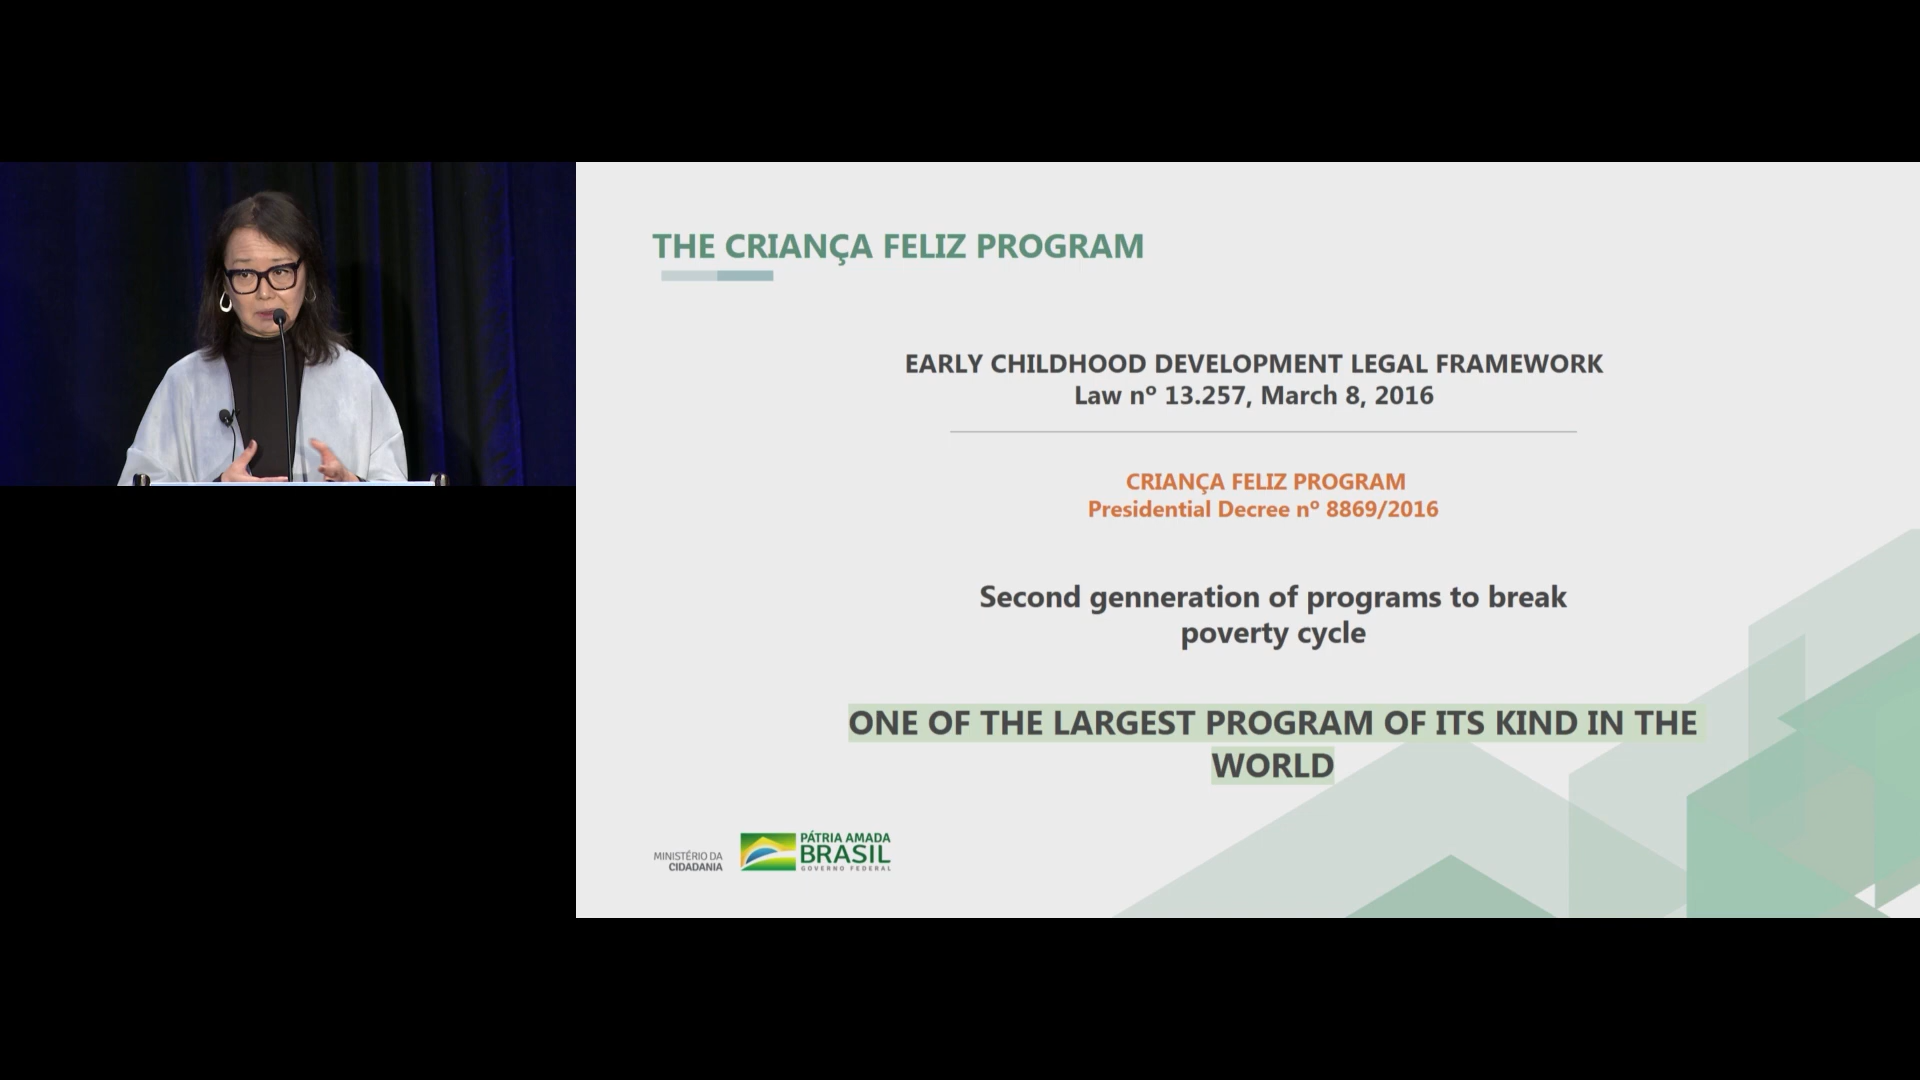 THE CRIANÇA FELIZ PROGRAM
EARLY CHILDHOOD DEVELOPMENT LEGAL FRAMEWORK
Law nº 13.257, March 8, 2016
CRIANÇA FELIZ PROGRAM
Presidential Decree nº 8869/2016
Second genneration of programs to break
poverty cycle
ONE OF THE LARGEST PROGRAM OF ITS KIND IN THE
WORLD
MINISTÉRIO DA
CIDADANIA
PÁTRIA AMADA
BRASIL
GOVERNO FEDERAL